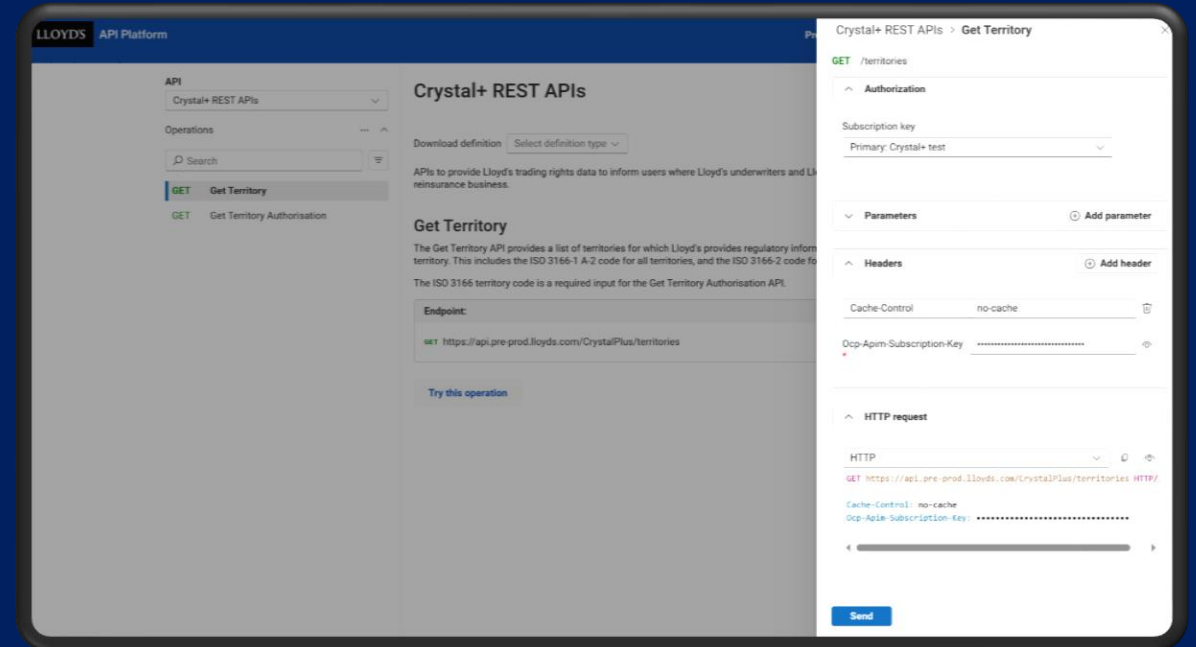 LLOYD'S API Platform
API
Crystal+ REST APIs
Operations
Search
GET Get Territory
GET Get Territory Authorisation
Crystal+ REST APIs
Download definition Select definition type
APIs to provide Lloyd's trading rights data to inform users where Lloyd's underwriters and
reinsurance business.
Get Territory
The Get Territory API provides a list of territories for which Lloyd's provides regulatory
territory. This includes the ISO 3166-1 A-2 code for all territories, and the ISO 3166-2 code
The ISO 3166 territory code is a required input for the Get Territory Authorisation API.
Endpoint:
GET https://api.pre-prod.lloyds.com/CrystalPlus/territories
Try this operation
Crystal+ REST APIs > Get Territory
GET /territories
Authorization
Subscription key
Primary: Crystal+ test
Parameters Add parameter
Headers Add header
Cache-Control no-cache
Ocp-Apim-Subscription-Key ••••••••••••••••••••••••••••••••
*
HTTP request
HTTP
GET https://api.pre-prod.lloyds.com/CrystalPlus/territories HTTP/
Cache-Control: no-cache
Ocp-Apim-Subscription-Key: ••••••••••••••••••••••••••••••••
Send